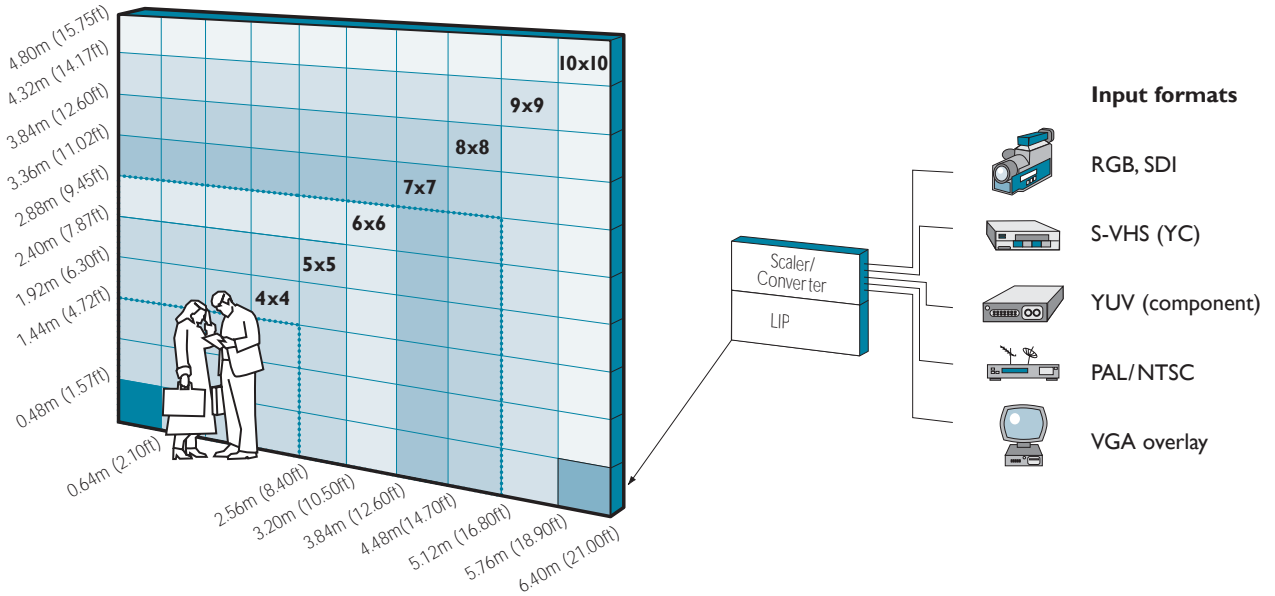 4.80m (15.75ft)
4.32m (14.17ft)
3.84m (12.60ft)
3.36m (11.02ft)
2.88m (9.45ft)
2.40m (7.87ft)
1.92m (6.30ft)
1.44m (4.72ft)
0.48m (1.57ft)
10x10
9x9
8x8
7x7
6x6
5x5
4x4
0.64m (2.10ft)
2.56m (8.40ft)
3.20m (10.50ft)
3.84m (12.60ft)
4.48m(14.70ft)
5.12m (16.80ft)
5.76m (18.90ft)
6.40m (21.00ft)
Scaler/
Converter
LIP
Input formats
RGB, SDI
S-VHS (YC)
YUV (component)
PAL/NTSC
VGA overlay